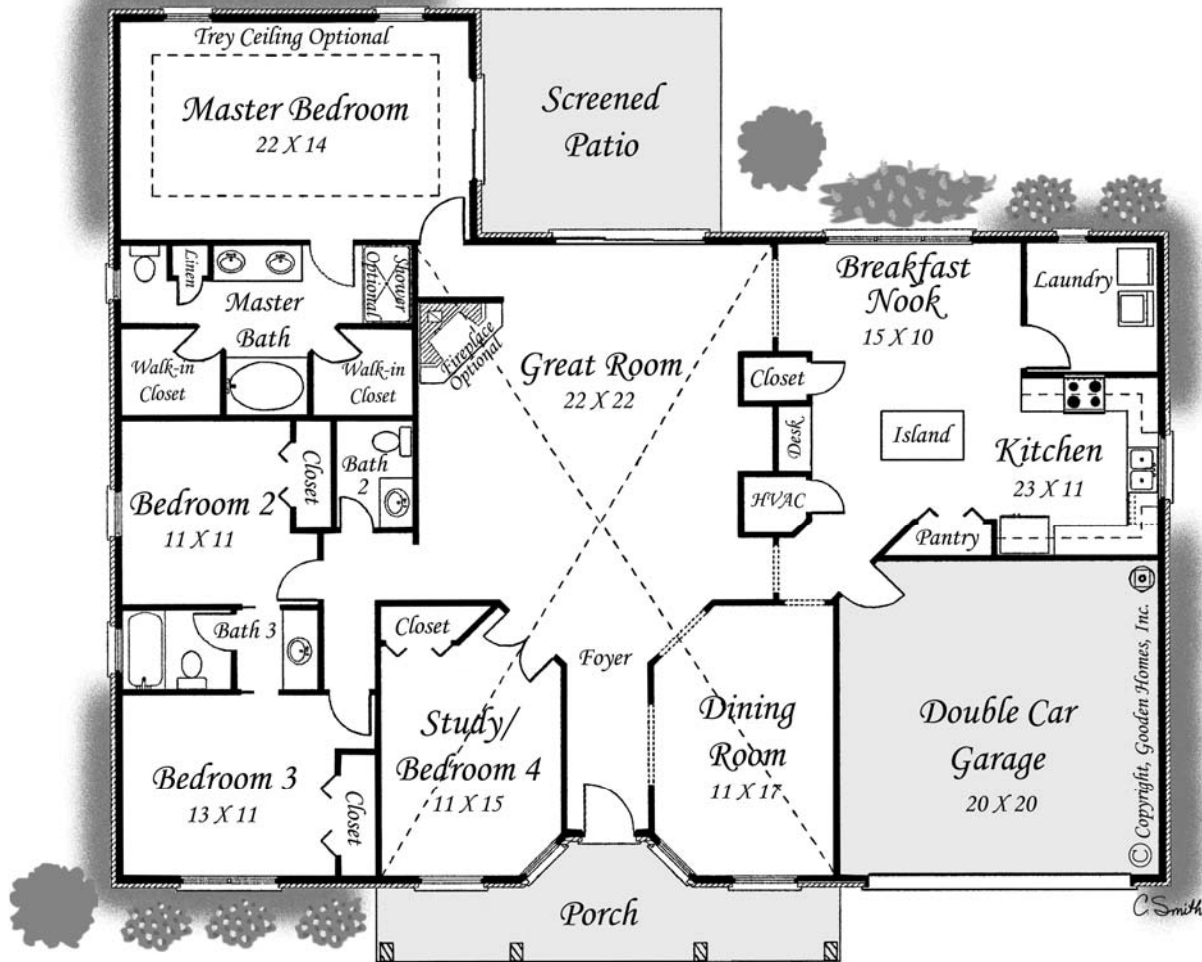 Trey Ceiling Optional
Master Bedroom
22 X 14
Screened
Patio
Linen
Master
Bath
Shower
Optional
Walk-in
Closet
Walk-in
Closet
Fireplace
Optional
Great Room
22 X 22
Breakfast
Nook
15 X 10
Laundry
Closet
Desk
Island
Kitchen
23 X 11
HVAC
Pantry
Bedroom 2
11 X 11
Closet
Bath
2
Bath 3
Closet
Foyer
Study/
Bedroom 4
11 X 15
Dining
Room
11 X 17
Double Car
Garage
20 X 20
© Copyright, Gooden Homes, Inc.
Bedroom 3
13 X 11
Closet
Porch
C. Smith